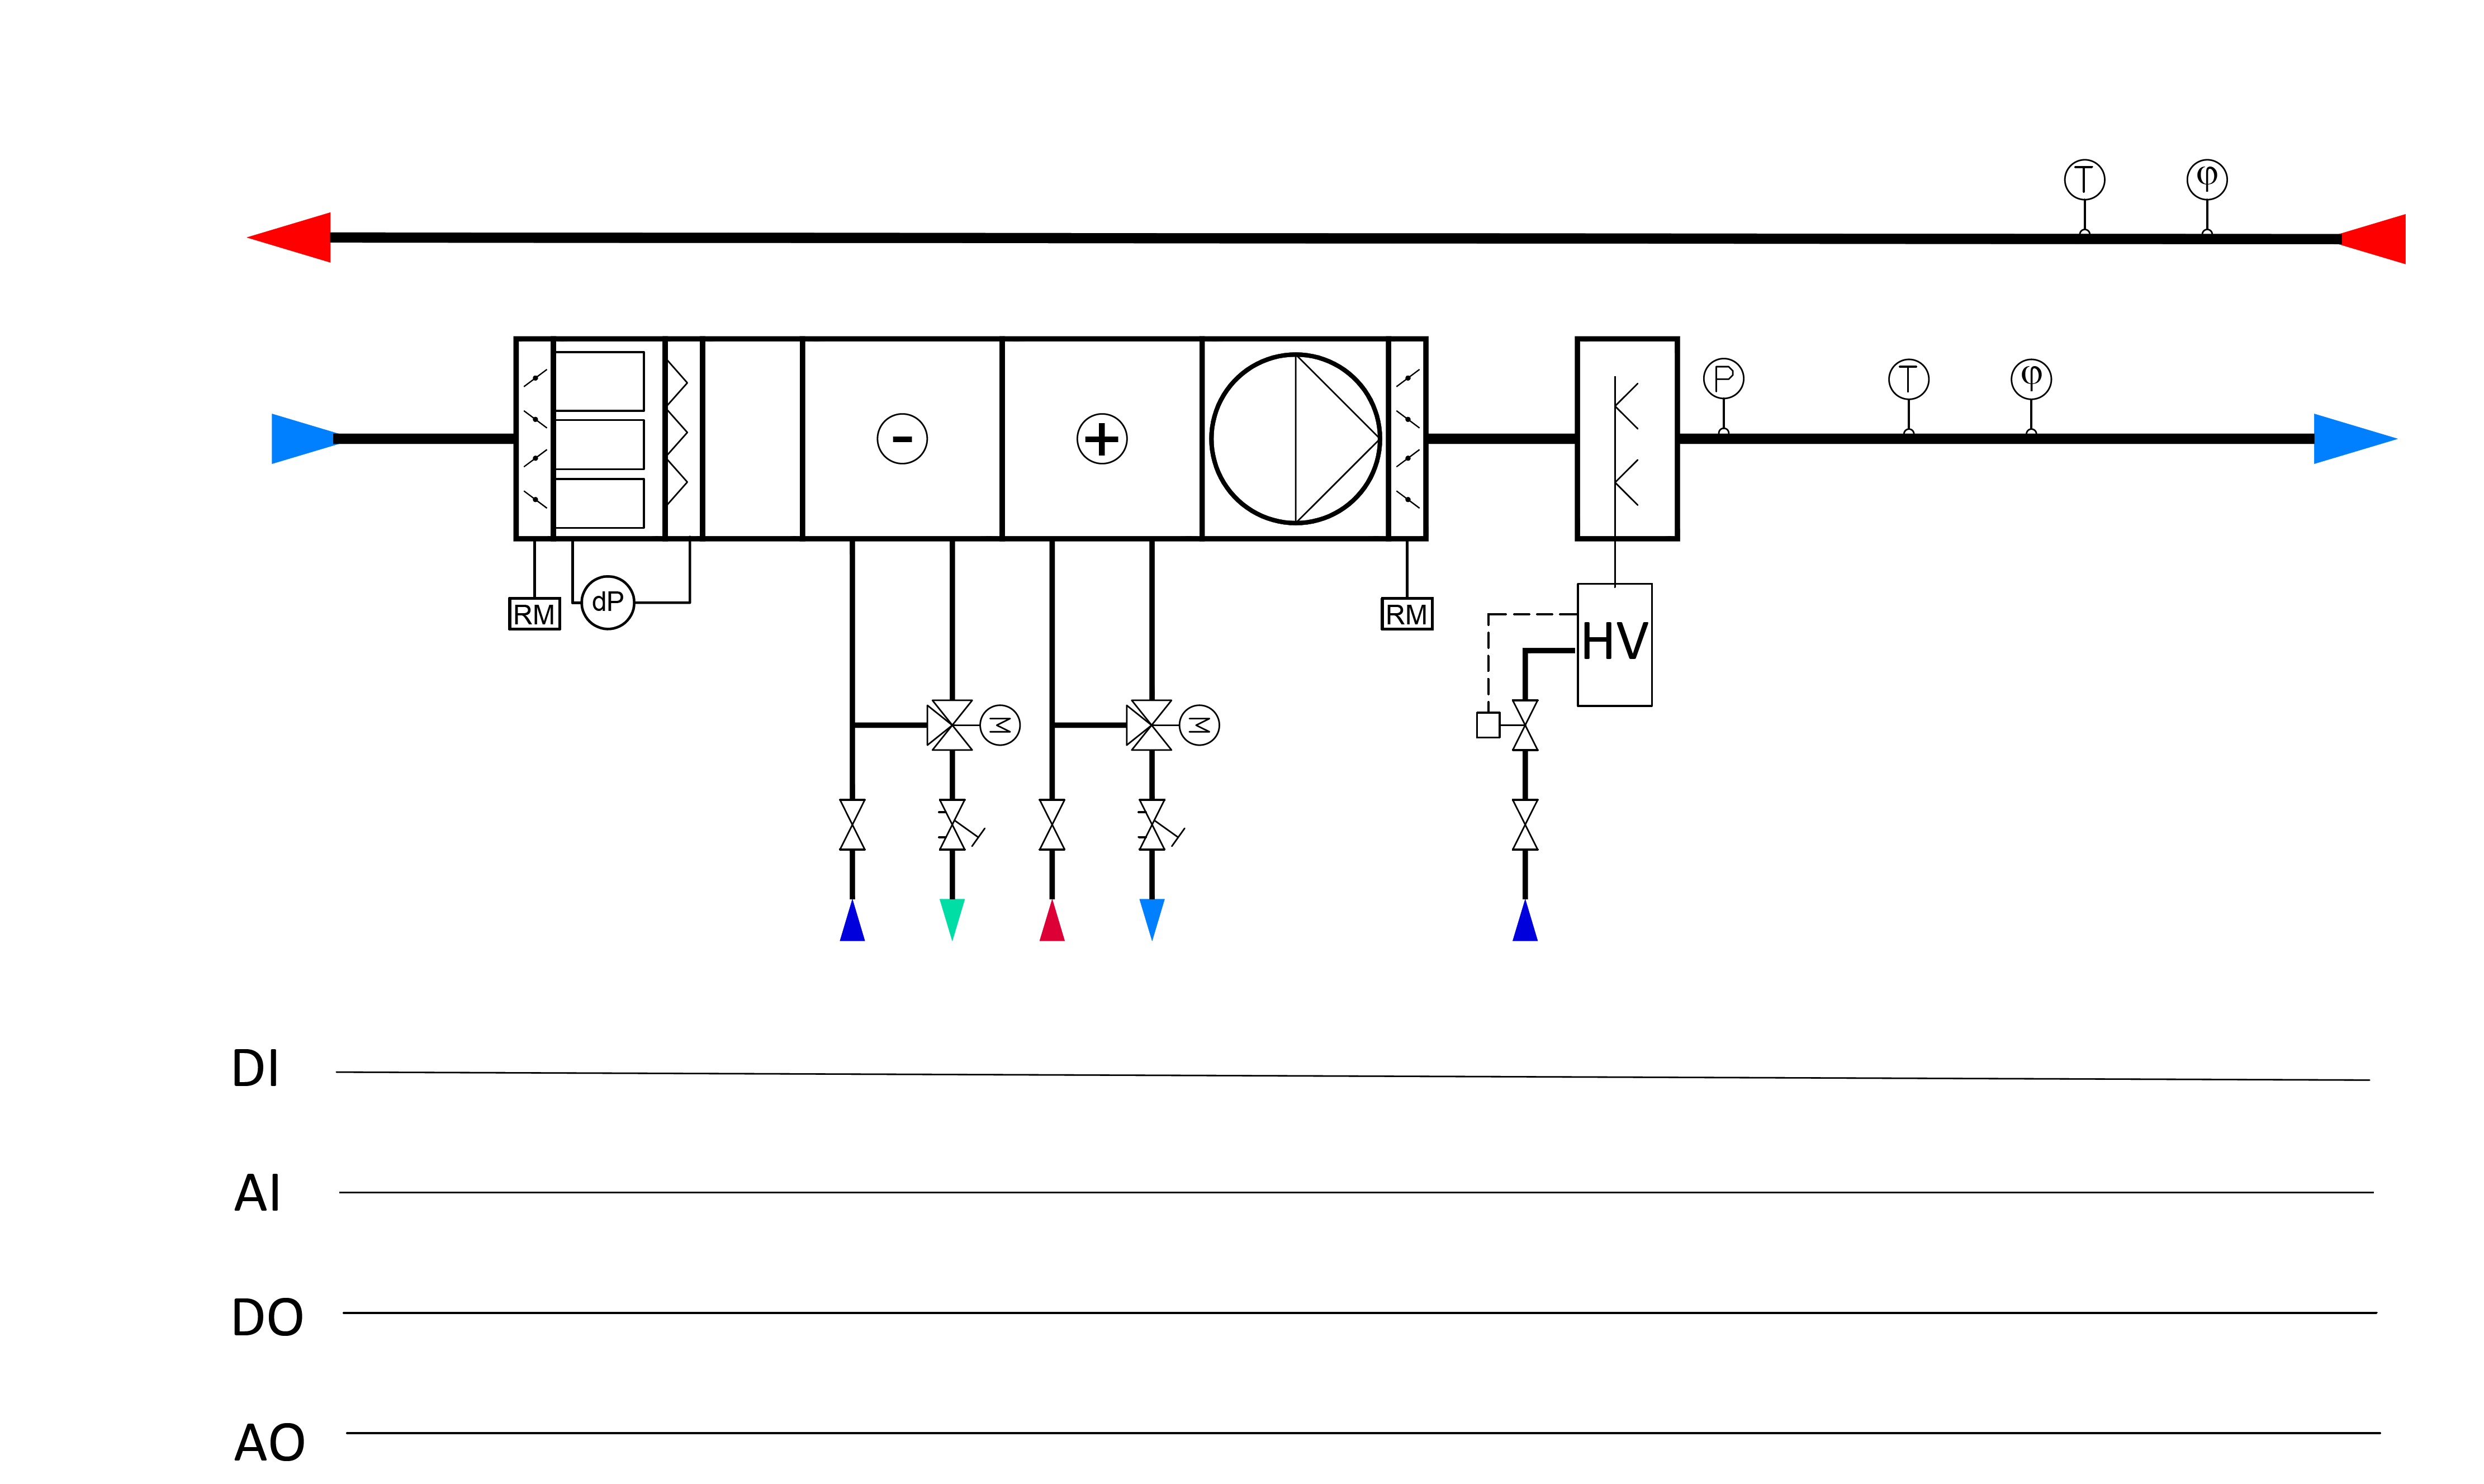 T φ
- + P T φ
RM dP RM
HV
M M
DI
AI
DO
AO